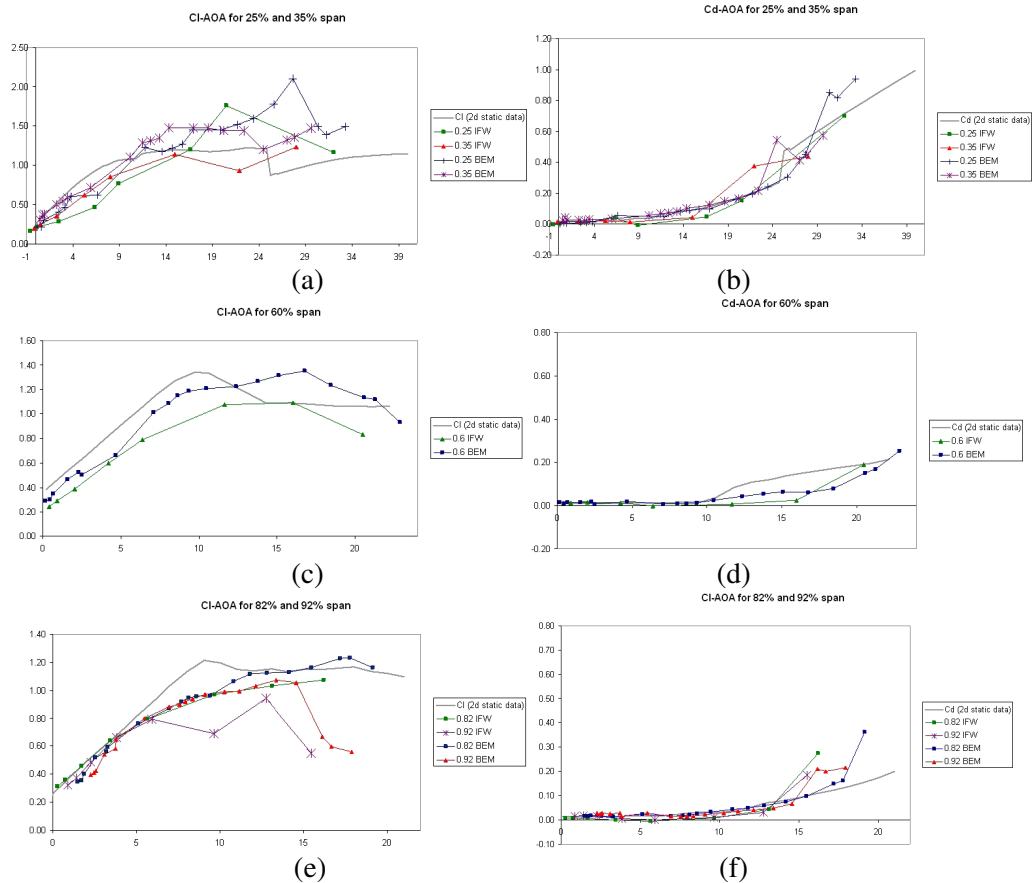 Cl-AOA for 25% and 35% span
2.50
2.00
1.50
1.00
0.50
0.00
-1 4 9 14 19 24 29 34 39
Cl (2d static data)
0.25 IFW
0.35 IFW
0.25 BEM
0.35 BEM
(a)
Cd-AOA for 25% and 35% span
1.20
1.00
0.80
0.60
0.40
0.20
0.00
-0.20
-1 4 9 14 19 24 29 34 39
Cd (2d static data)
0.25 IFW
0.35 IFW
0.25 BEM
0.35 BEM
(b)
Cl-AOA for 60% span
1.60
1.40
1.20
1.00
0.80
0.60
0.40
0.20
0.00
0 5 10 15 20
Cl (2d static data)
0.6 IFW
0.6 BEM
(c)
Cd-AOA for 60% span
0.80
0.60
0.40
0.20
0.00
-0.20
0 5 10 15 20
Cd (2d static data)
0.6 IFW
0.6 BEM
(d)
Cl-AOA for 82% and 92% span
1.40
1.20
1.00
0.80
0.60
0.40
0.20
0.00
0 5 10 15 20
Cl (2d static data)
0.82 IFW
0.92 IFW
0.82 BEM
0.92 BEM
(e)
Cl-AOA for 82% and 92% span
0.80
0.70
0.60
0.50
0.40
0.30
0.20
0.10
0.00
-0.10
0 5 10 15 20
Cd (2d static data)
0.82 IFW
0.92 IFW
0.82 BEM
0.92 BEM
(f)